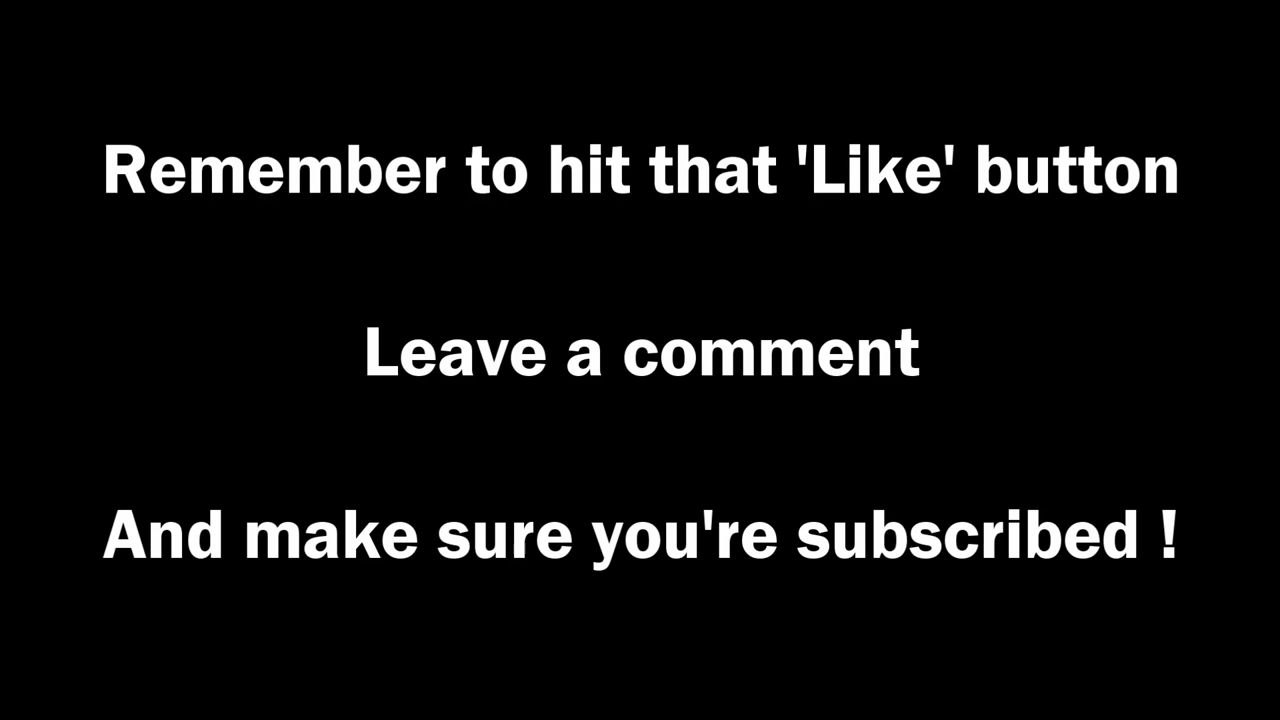 Remember to hit that 'Like' button
Leave a comment
And make sure you're subscribed !